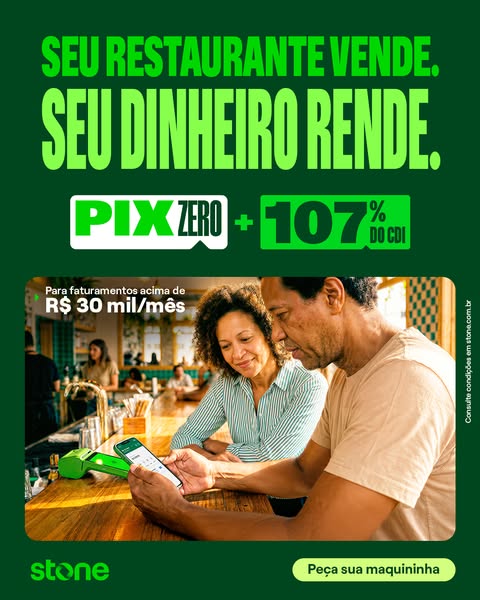 SEU RESTAURANTE VENDE.
SEU DINHEIRO RENDE.
PIX ZERO + 107% DO CDI
Para faturamentos acima de
R$ 30 mil/mês
Consulte condições em stone.com.br
stone
Peça sua maquininha